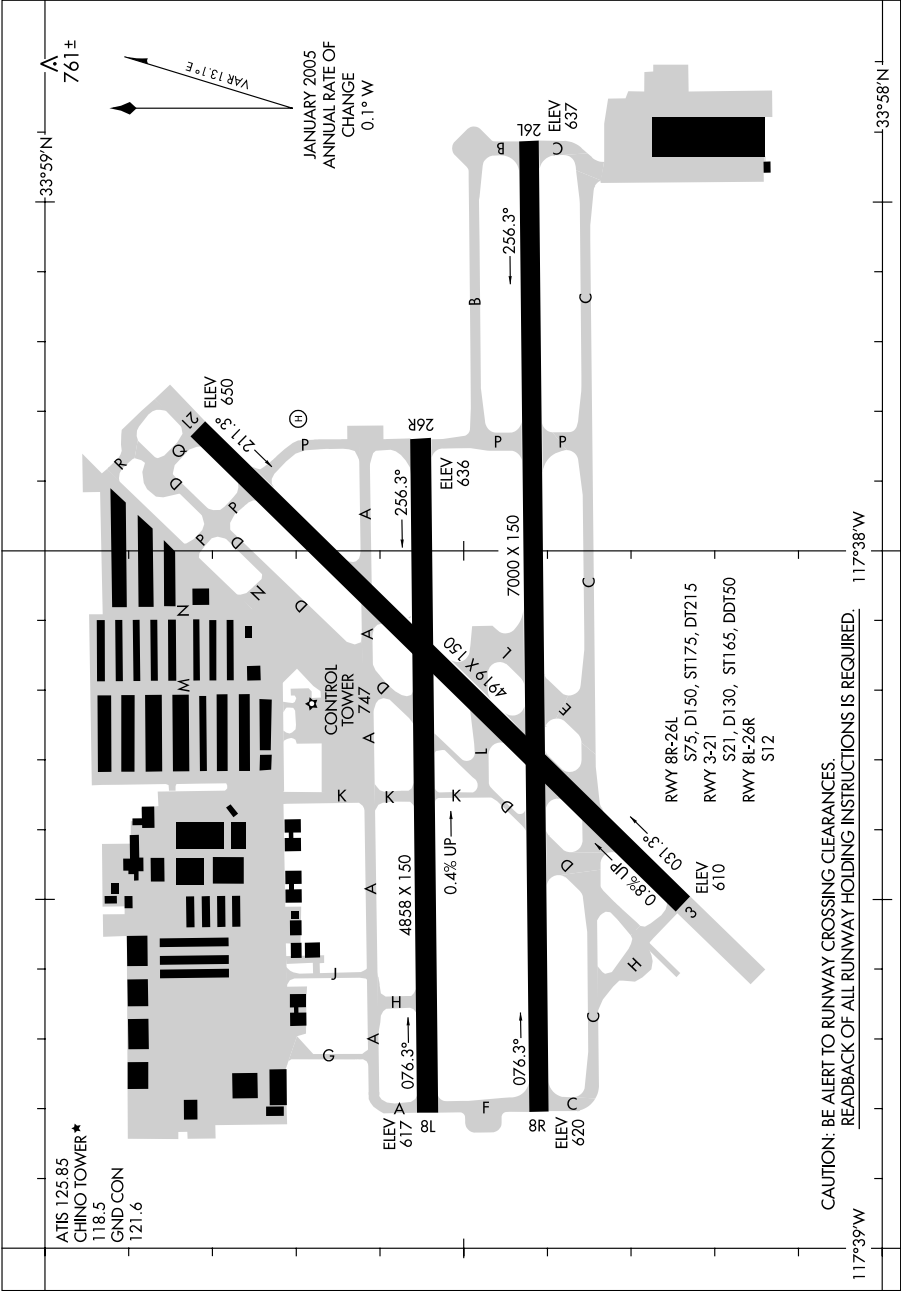 ATIS 125.85
CHINO TOWER★
118.5
GND CON
121.6
33°59'N
761±
VAR 13.1°E
JANUARY 2005
ANNUAL RATE OF
CHANGE
0.1° W
33°58'N
R
Q
D
21
ELEV
650
211.3°
H
P
P
P
D
N
D
N
M
CONTROL
TOWER
747
A
A
D
A
K
K
K
A
J
H
G
A
A
ELEV
617
8L
076.3°
4858 X 150
0.4% UP
256.3°
26R
ELEV
636
4919 X 150
L
L
E
D
D
F
8R
ELEV
620
C
076.3°
7000 X 150
P
P
B
256.3°
B
26L
ELEV
637
C
C
C
C
H
3
ELEV
610
031.3°
0.8% UP
RWY 8R-26L
S75, D150, ST175, DT215
RWY 3-21
S21, D130, ST165, DDT50
RWY 8L-26R
S12
117°39'W
117°38'W
CAUTION: BE ALERT TO RUNWAY CROSSING CLEARANCES.
READBACK OF ALL RUNWAY HOLDING INSTRUCTIONS IS REQUIRED.